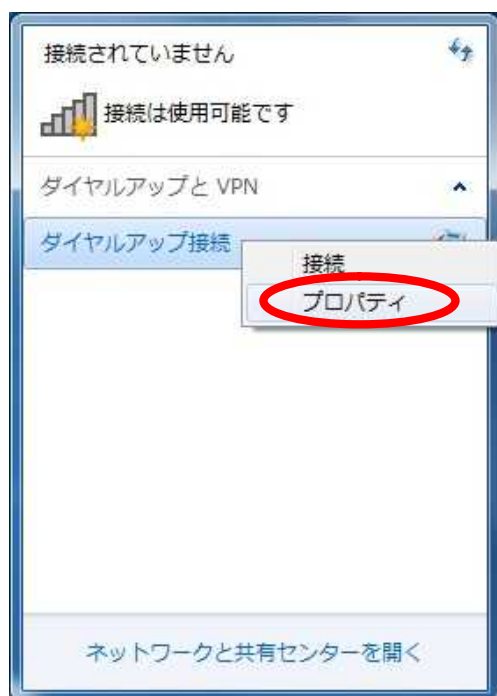 接続されていません
接続は使用可能です
ダイヤルアップと VPN
ダイヤルアップ接続
接続
プロパティ
ネットワークと共有センターを開く